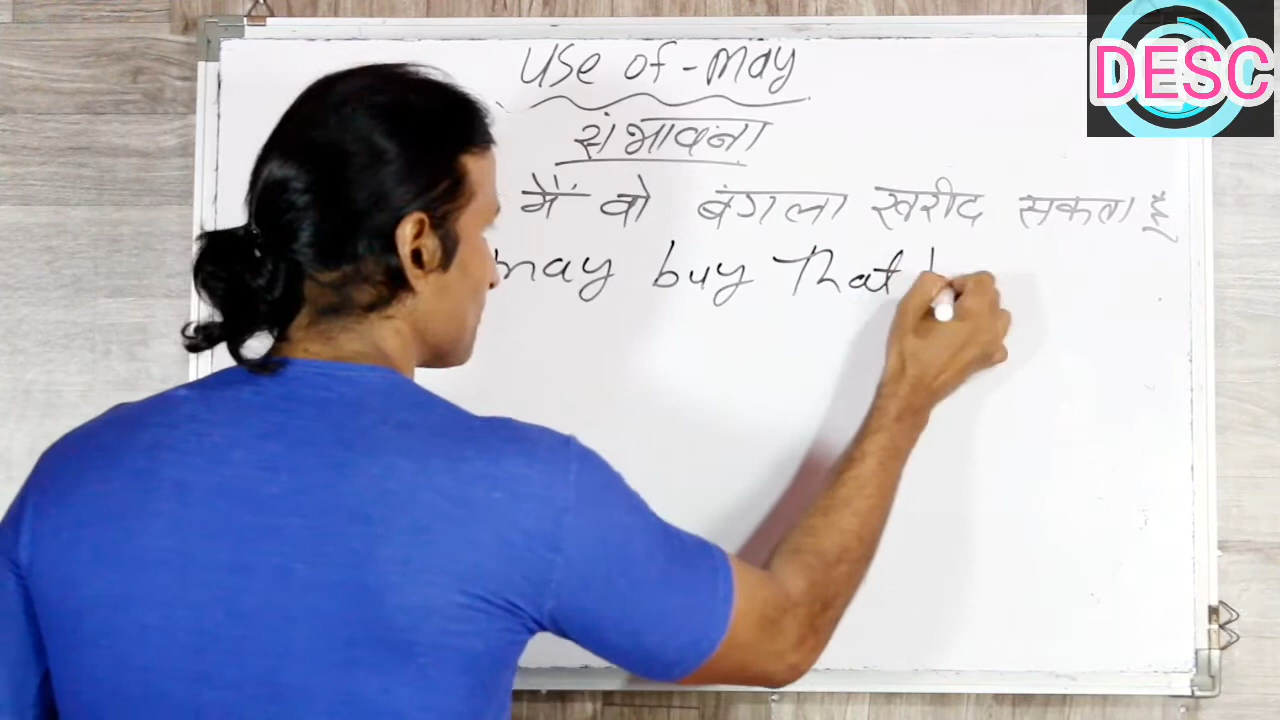 DESC
Use of - May
संभावना
मैं वो बंगला खरीद सकता हूँ
may buy That